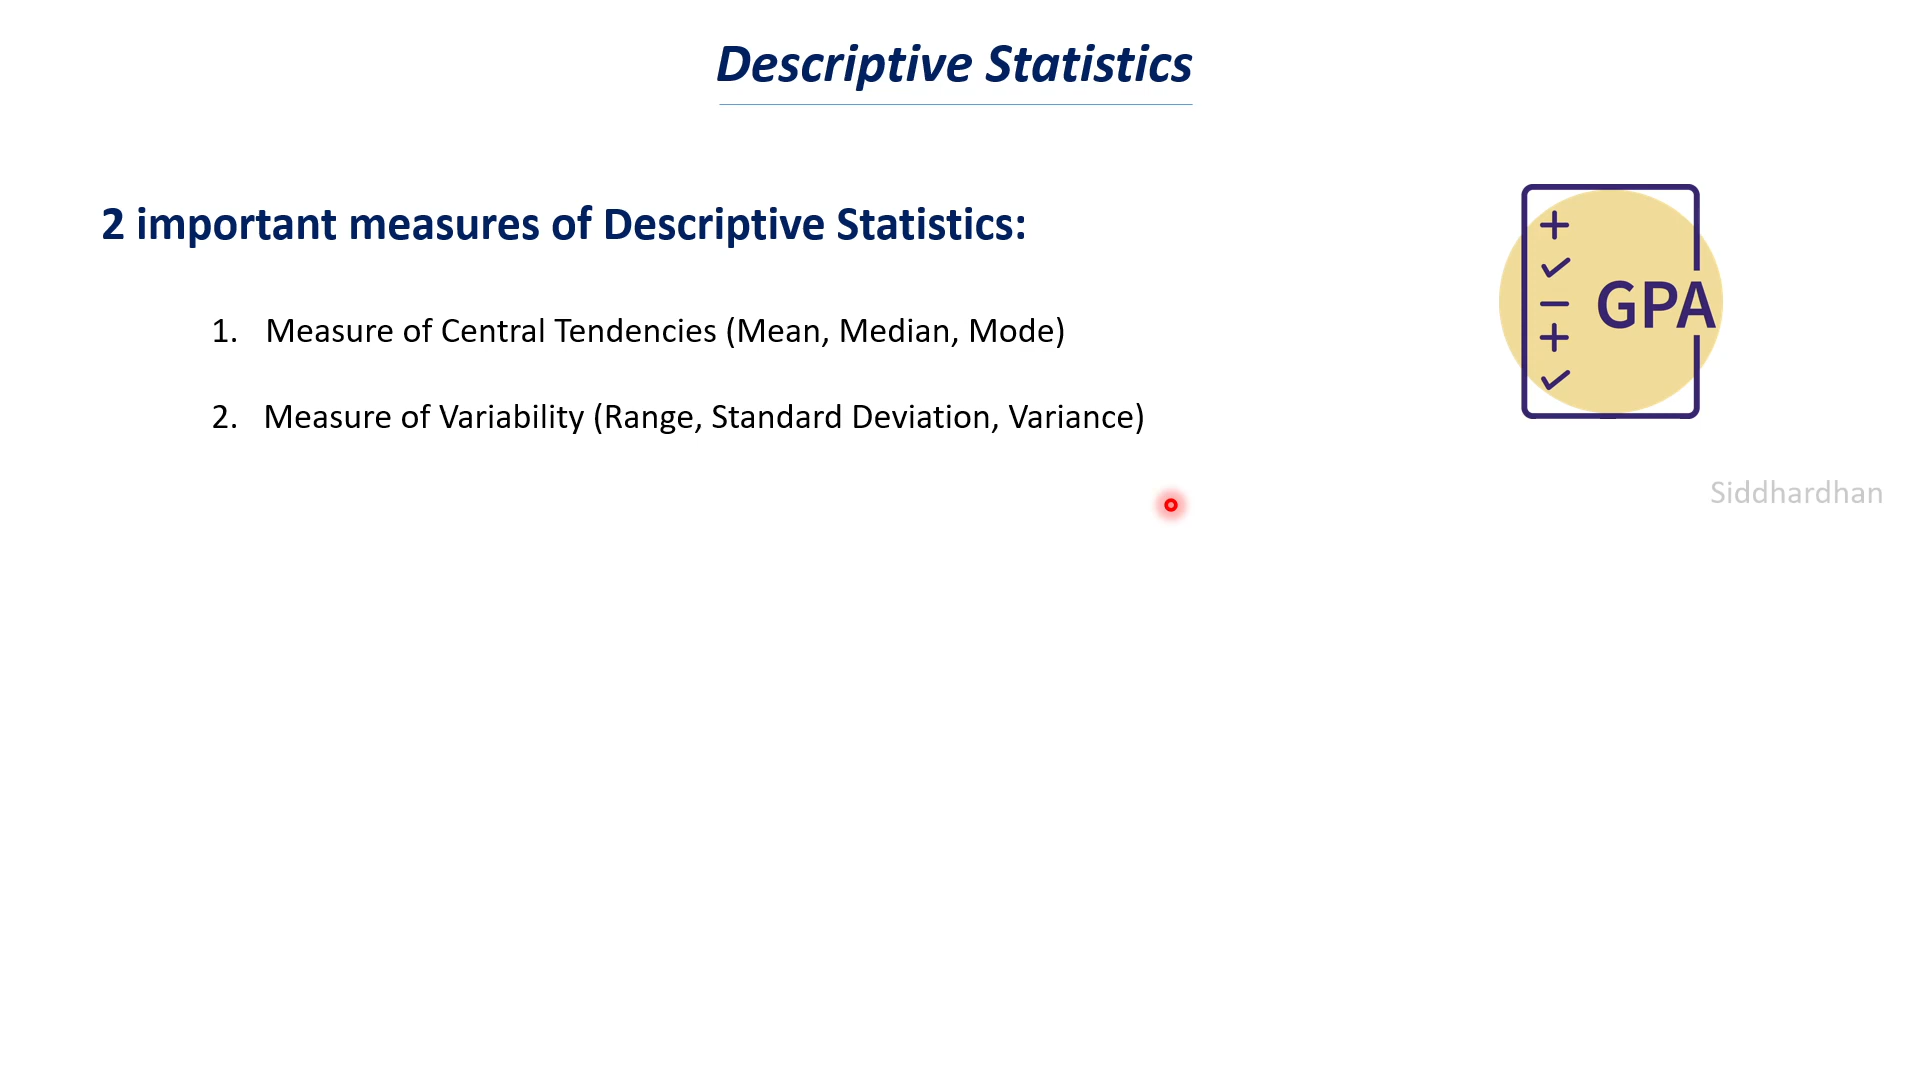 Descriptive Statistics
2 important measures of Descriptive Statistics:
1. Measure of Central Tendencies (Mean, Median, Mode)
2. Measure of Variability (Range, Standard Deviation, Variance)
GPA
Siddhardhan